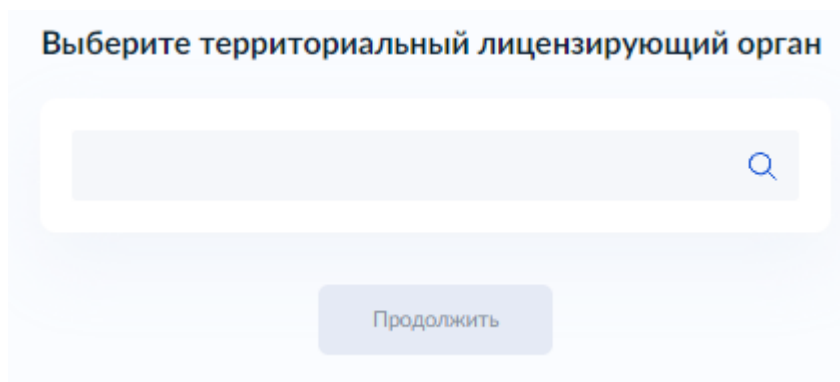 Выберите территориальный лицензирующий орган
Продолжить